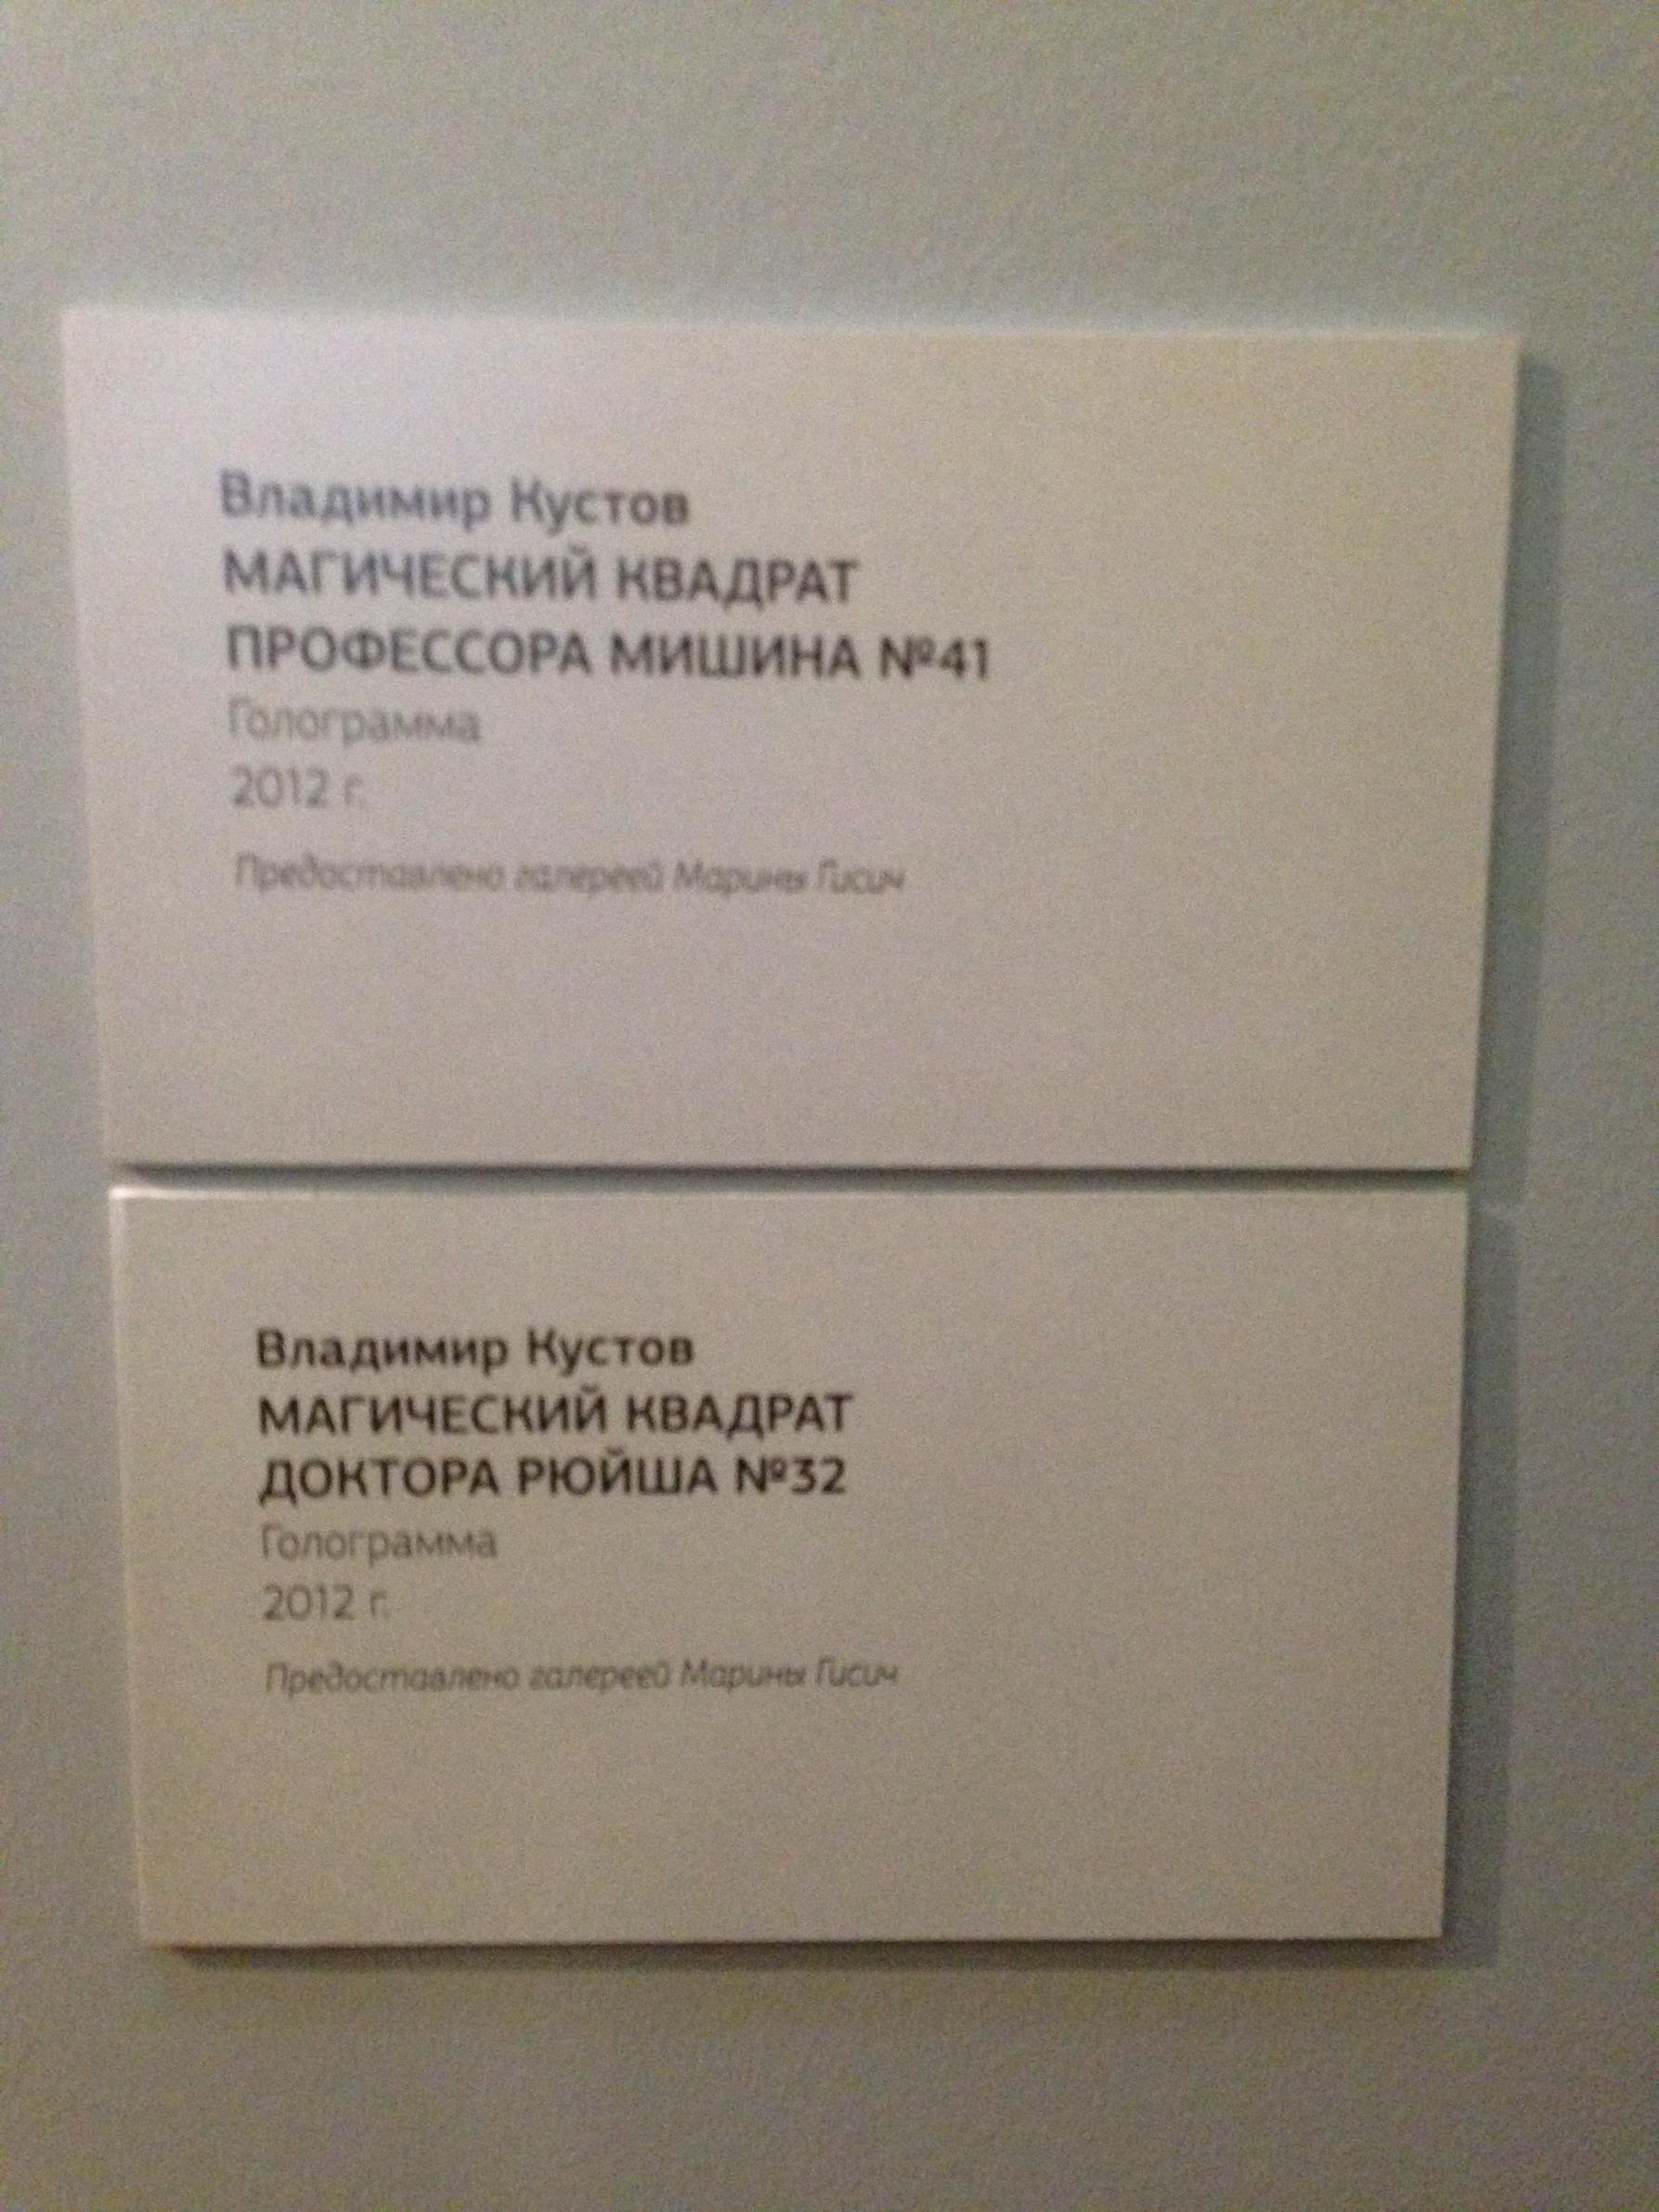 Владимир Кустов
МАГИЧЕСКИЙ КВАДРАТ
ПРОФЕССОРА МИШИНА №41
Голограмма
2012 г.
Предоставлено галереей Марины Гисич
Владимир Кустов
МАГИЧЕСКИЙ КВАДРАТ
ДОКТОРА РЮЙША №32
Голограмма
2012 г.
Предоставлено галереей Марины Гисич